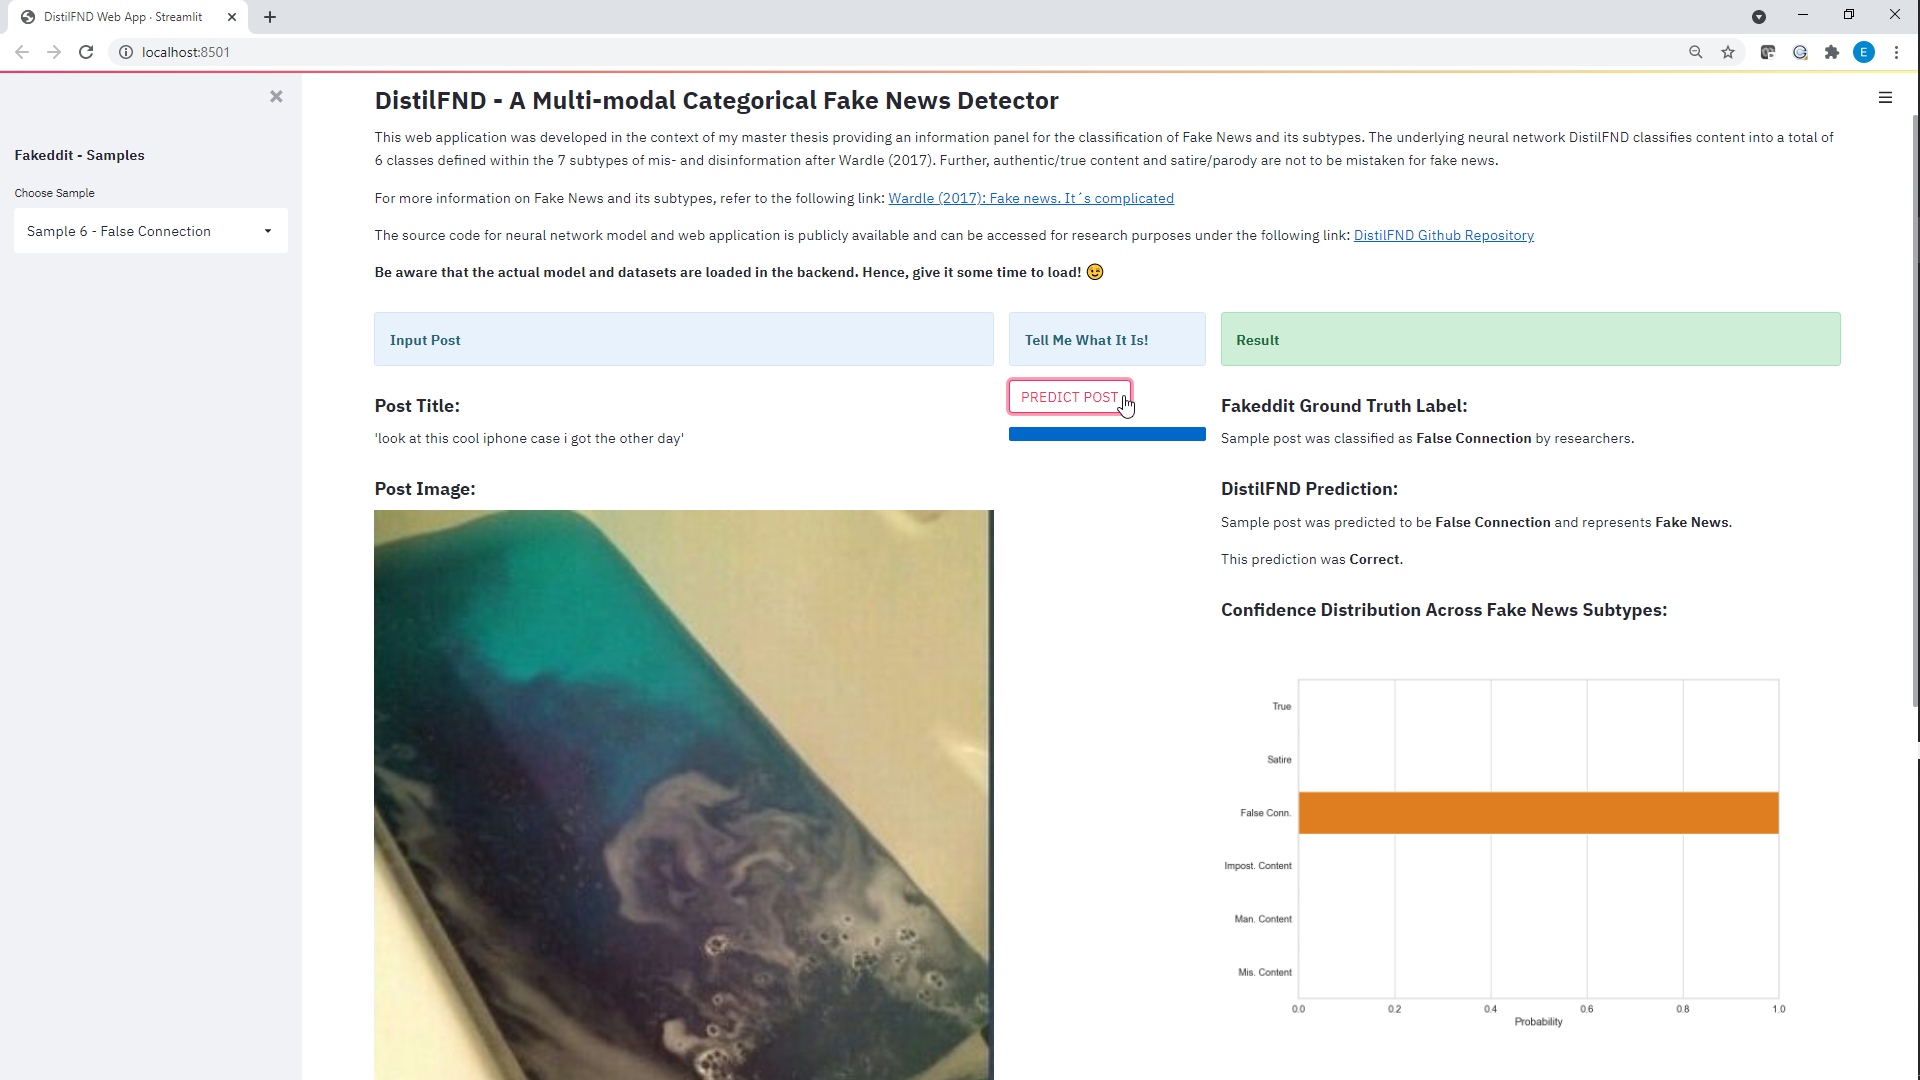 DistilFND Web App · Streamlit
localhost:8501
E
Fakeddit - Samples
Choose Sample
Sample 6 - False Connection
DistilFND - A Multi-modal Categorical Fake News Detector
This web application was developed in the context of my master thesis providing an information panel for the classification of Fake News and its subtypes. The underlying neural network DistilFND classifies content into a total of
6 classes defined within the 7 subtypes of mis- and disinformation after Wardle (2017). Further, authentic/true content and satire/parody are not to be mistaken for fake news.
For more information on Fake News and its subtypes, refer to the following link: Wardle (2017): Fake news. It´s complicated
The source code for neural network model and web application is publicly available and can be accessed for research purposes under the following link: DistilFND Github Repository
Be aware that the actual model and datasets are loaded in the backend. Hence, give it some time to load! 😉
Input Post
Post Title:
'look at this cool iphone case i got the other day'
Post Image:
Tell Me What It Is!
PREDICT POST
Result
Fakeddit Ground Truth Label:
Sample post was classified as False Connection by researchers.
DistilFND Prediction:
Sample post was predicted to be False Connection and represents Fake News.
This prediction was Correct.
Confidence Distribution Across Fake News Subtypes:
True
Satire
False Conn.
Impost. Content
Man. Content
Mis. Content
0.0 0.2 0.4 0.6 0.8 1.0
Probability